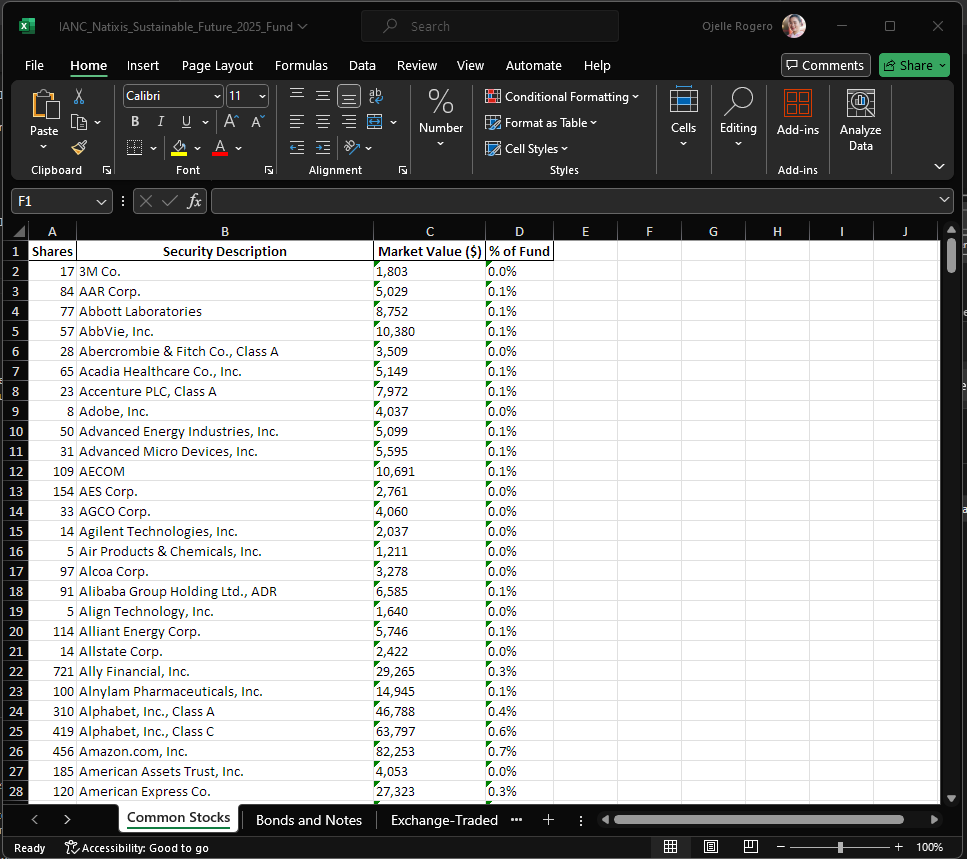 IANC_Natixis_Sustainable_Future_2025_Fund
Search
Ojelle Rogero
File Home Insert Page Layout Formulas Data Review View Automate Help
Comments Share
Calibri 11
Paste
B I U A A
A
ab
% Number
Conditional Formatting
Format as Table
Cell Styles
Cells Editing Add-ins Analyze Data
Clipboard Font Alignment Styles Add-ins
F1 fx
A B C D E F G H I J
1 Shares Security Description Market Value ($) % of Fund
2 17 3M Co. 1,803 0.0%
3 84 AAR Corp. 5,029 0.1%
4 77 Abbott Laboratories 8,752 0.1%
5 57 AbbVie, Inc. 10,380 0.1%
6 28 Abercrombie & Fitch Co., Class A 3,509 0.0%
7 65 Acadia Healthcare Co., Inc. 5,149 0.1%
8 23 Accenture PLC, Class A 7,972 0.1%
9 8 Adobe, Inc. 4,037 0.0%
10 50 Advanced Energy Industries, Inc. 5,099 0.1%
11 31 Advanced Micro Devices, Inc. 5,595 0.1%
12 109 AECOM 10,691 0.1%
13 154 AES Corp. 2,761 0.0%
14 33 AGCO Corp. 4,060 0.0%
15 14 Agilent Technologies, Inc. 2,037 0.0%
16 5 Air Products & Chemicals, Inc. 1,211 0.0%
17 97 Alcoa Corp. 3,278 0.0%
18 91 Alibaba Group Holding Ltd., ADR 6,585 0.1%
19 5 Align Technology, Inc. 1,640 0.0%
20 114 Alliant Energy Corp. 5,746 0.1%
21 14 Allstate Corp. 2,422 0.0%
22 721 Ally Financial, Inc. 29,265 0.3%
23 100 Alnylam Pharmaceuticals, Inc. 14,945 0.1%
24 310 Alphabet, Inc., Class A 46,788 0.4%
25 419 Alphabet, Inc., Class C 63,797 0.6%
26 456 Amazon.com, Inc. 82,253 0.7%
27 185 American Assets Trust, Inc. 4,053 0.0%
28 120 American Express Co. 27,323 0.3%
Common Stocks Bonds and Notes Exchange-Traded ···
Ready Accessibility: Good to go 100%